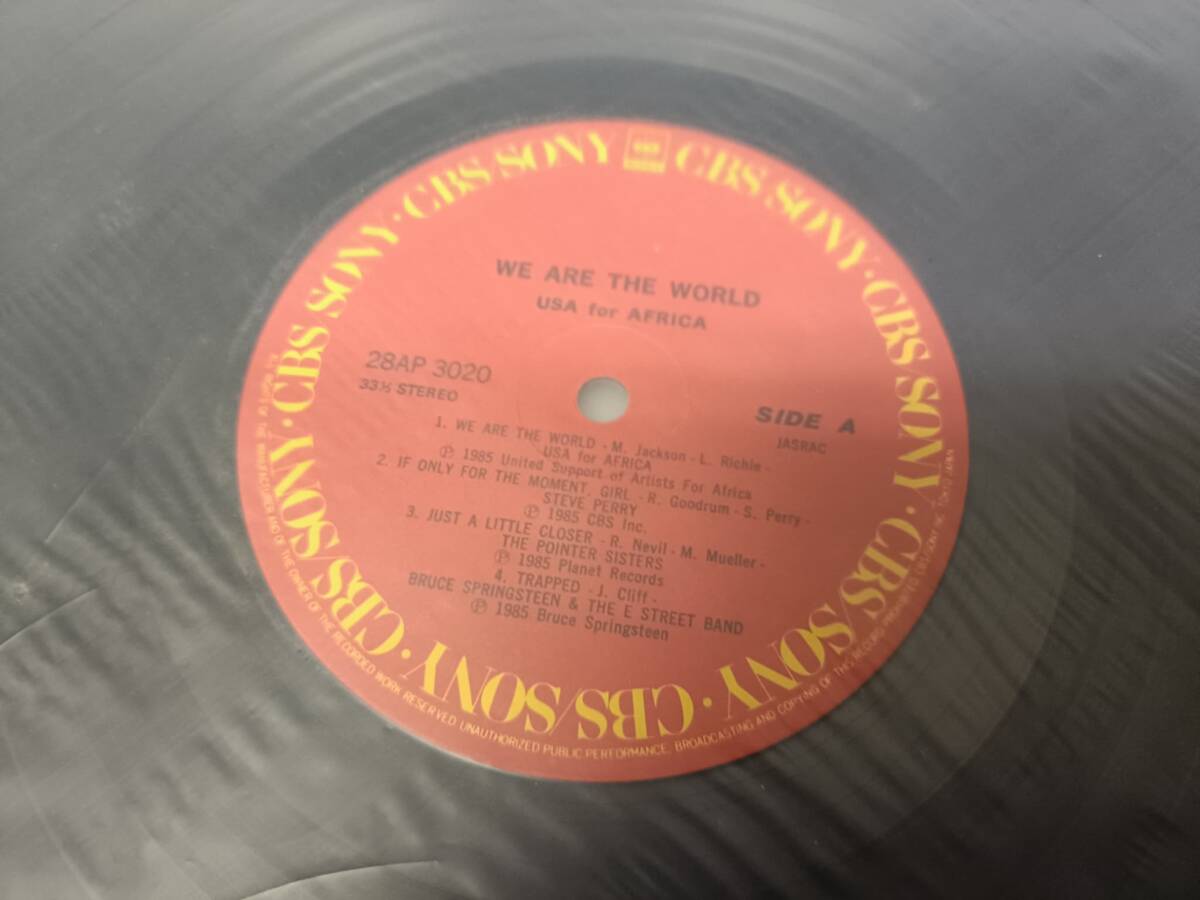 CBS/SONY · CBS/SONY · CBS/SONY · CBS/SONY · CBS/SONY · CBS/SONY · CBS SONY · CBS/SONY
WE ARE THE WORLD
USA for AFRICA
28AP 3020
33⅓ STEREO
SIDE A
JASRAC
1. WE ARE THE WORLD - M. Jackson - L. Richie -
USA for AFRICA
Ⓟ 1985 United Support of Artists For Africa
2. IF ONLY FOR THE MOMENT, GIRL - R. Goodrum - S. Perry -
STEVE PERRY
Ⓟ 1985 CBS Inc.
3. JUST A LITTLE CLOSER - R. Nevil - M. Mueller -
THE POINTER SISTERS
Ⓟ 1985 Planet Records
4. TRAPPED - J. Cliff -
BRUCE SPRINGSTEEN & THE E STREET BAND
Ⓟ 1985 Bruce Springsteen
OF THE MANUFACTURER AND OF THE OWNER OF THE RECORDED WORK RESERVED UNAUTHORIZED PUBLIC PERFORMANCE. BROADCASTING AND COPYING OF THIS RECORD PROHIBITED